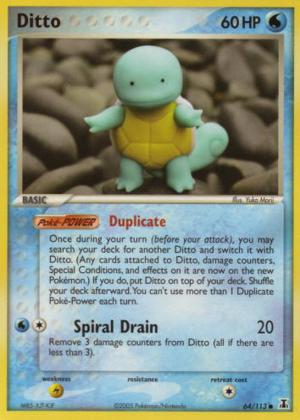 Ditto 60 HP
Illus. Yuka Morii
BASIC
Poké-POWER Duplicate
Once during your turn (before your attack), you may
search your deck for another Ditto and switch it with
Ditto. (Any cards attached to Ditto, damage counters,
Special Conditions, and effects on it are now on the new
Pokémon.) If you do, put Ditto on top of your deck. Shuffle
your deck afterward. You can't use more than 1 Duplicate
Poké-Power each turn.
Spiral Drain 20
Remove 3 damage counters from Ditto (all if there are
less than 3).
weakness resistance retreat cost
©2005 Pokémon/Nintendo 64/113